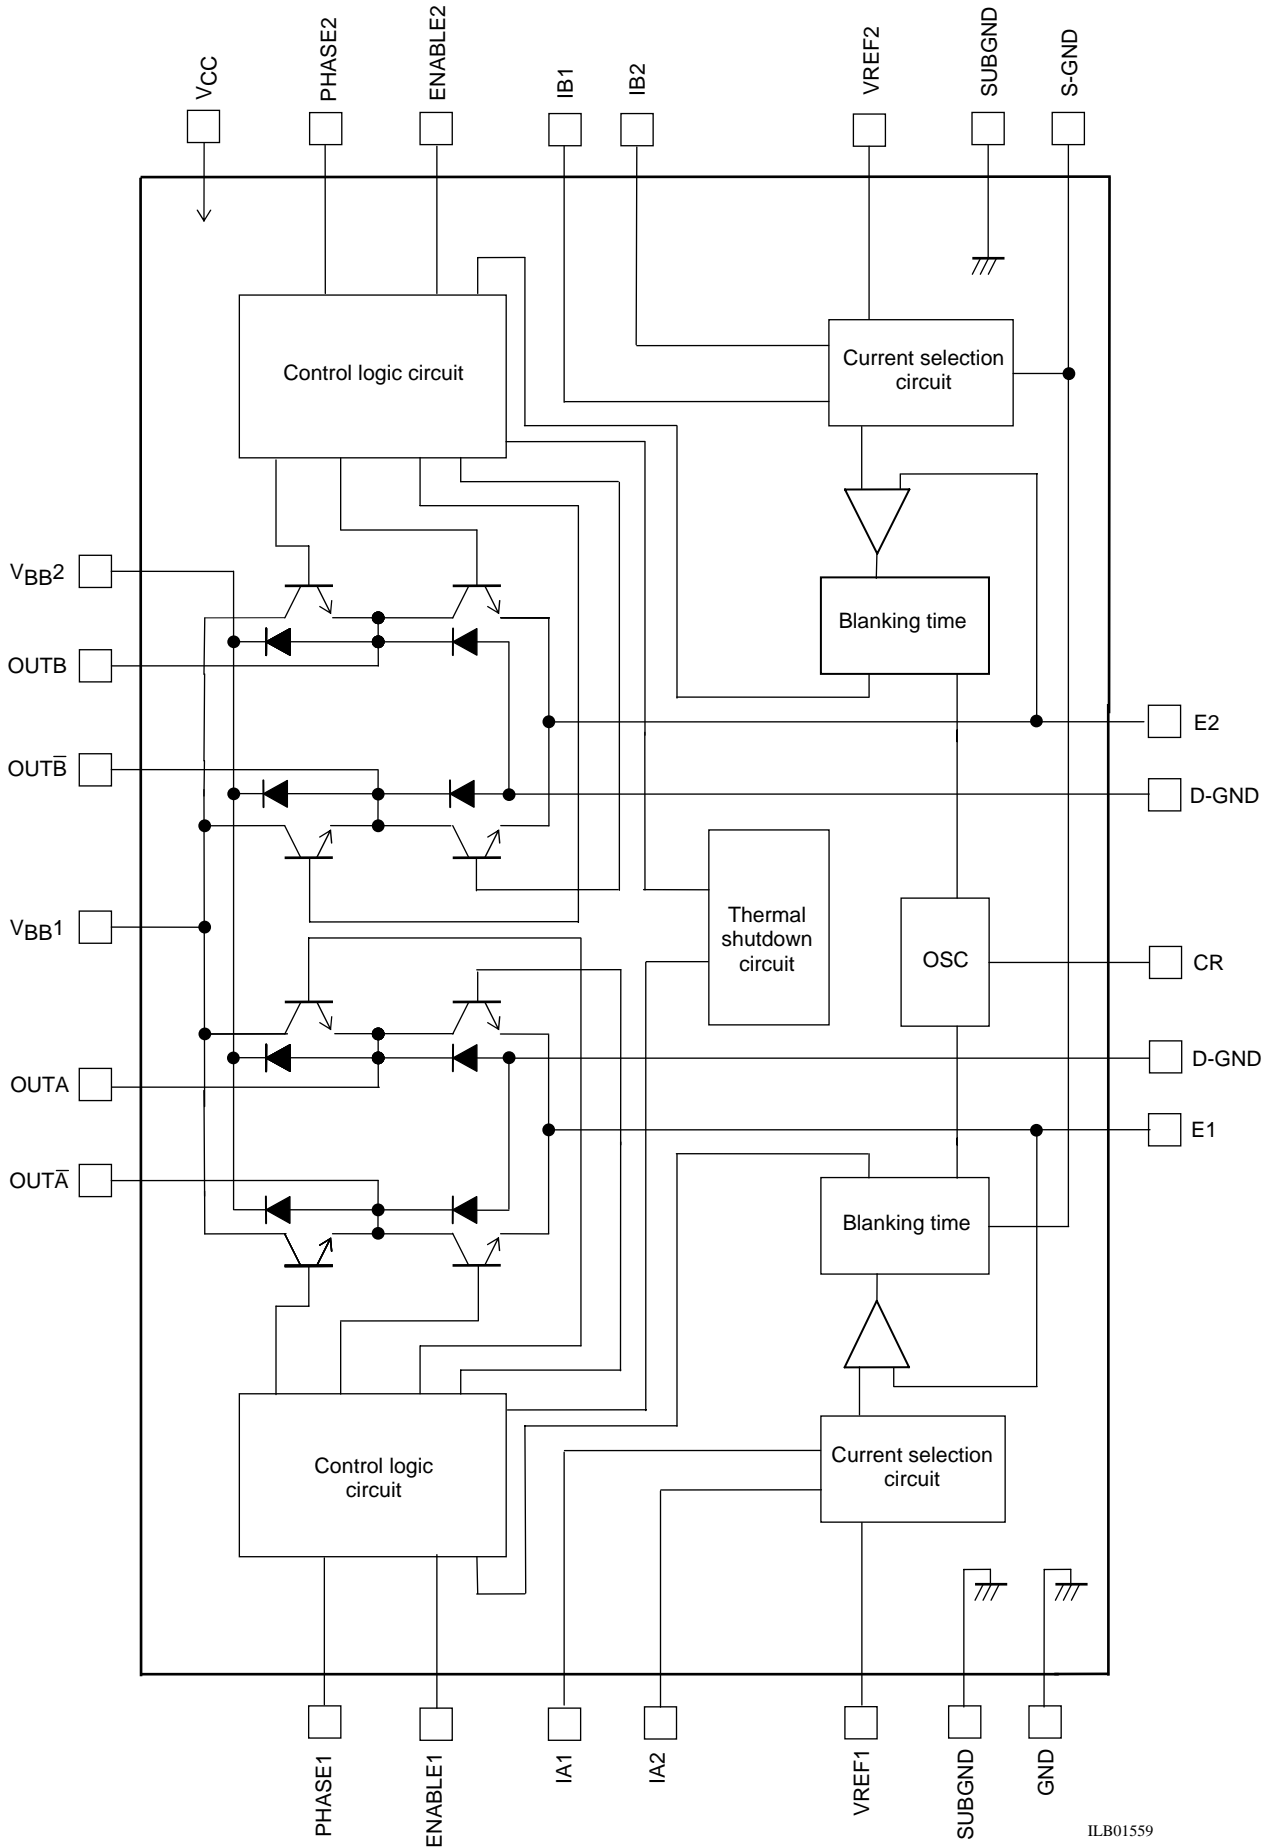 VCC
PHASE2
ENABLE2
IB1
IB2
VREF2
SUBGND
S-GND
Control logic circuit
Current selection
circuit
VBB2
Blanking time
OUTB
E2
OUTB̅
D-GND
Thermal
shutdown
circuit
VBB1
OSC
CR
D-GND
OUTA
E1
OUTA̅
Blanking time
Control logic
circuit
Current selection
circuit
PHASE1
ENABLE1
IA1
IA2
VREF1
SUBGND
GND
ILB01559